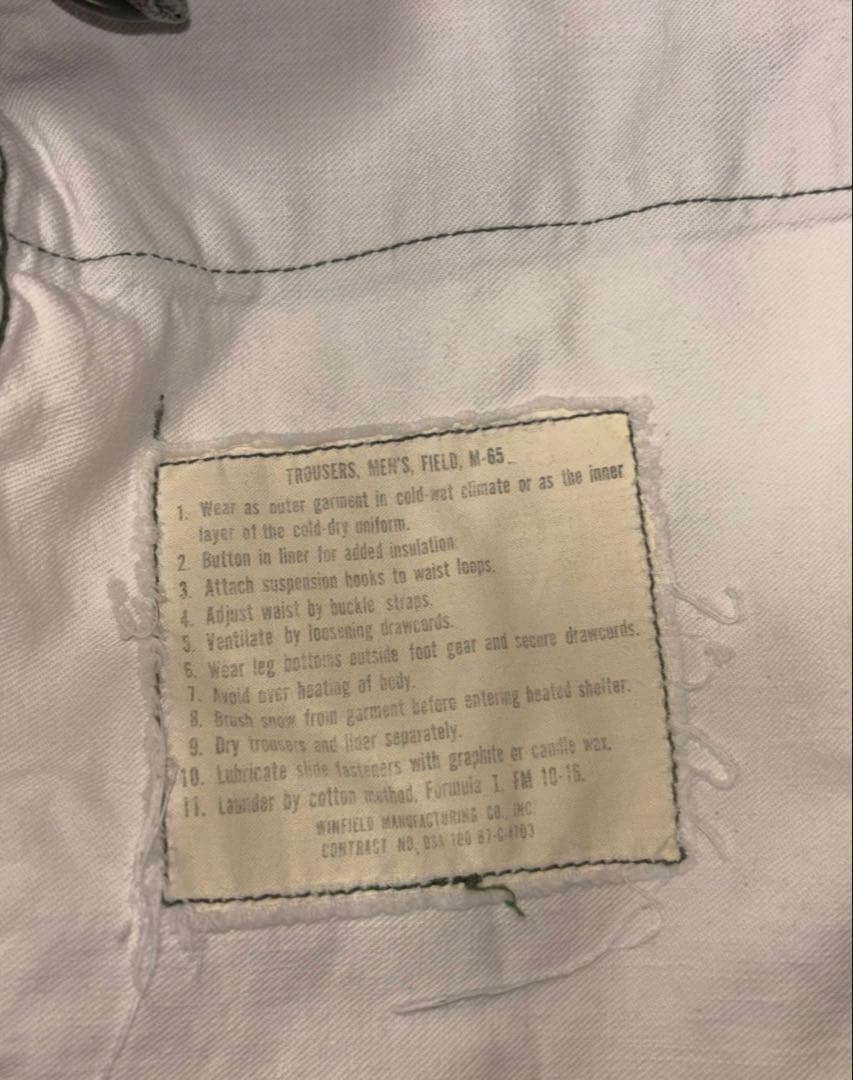 TROUSERS, MEN'S, FIELD, M-65
1. Wear as outer garment in cold-wet climate or as the inner
layer of the cold-dry uniform.
2 Button in liner for added insulation.
3. Attach suspension hooks to waist loops.
4. Adjust waist by buckle straps.
5. Ventilate by loosening drawcords.
6. Wear leg bottoms outside foot gear and secure drawcords.
7. Avoid over heating of body.
8. Brush snow from garment before entering heated shelter.
9. Dry trousers and liner separately.
10. Lubricate slide fasteners with graphite or candle wax.
11. Launder by cotton method, Formula I, FM 10-16.
WINFIELD MANUFACTURING CO., INC.
CONTRACT NO. DSA 100